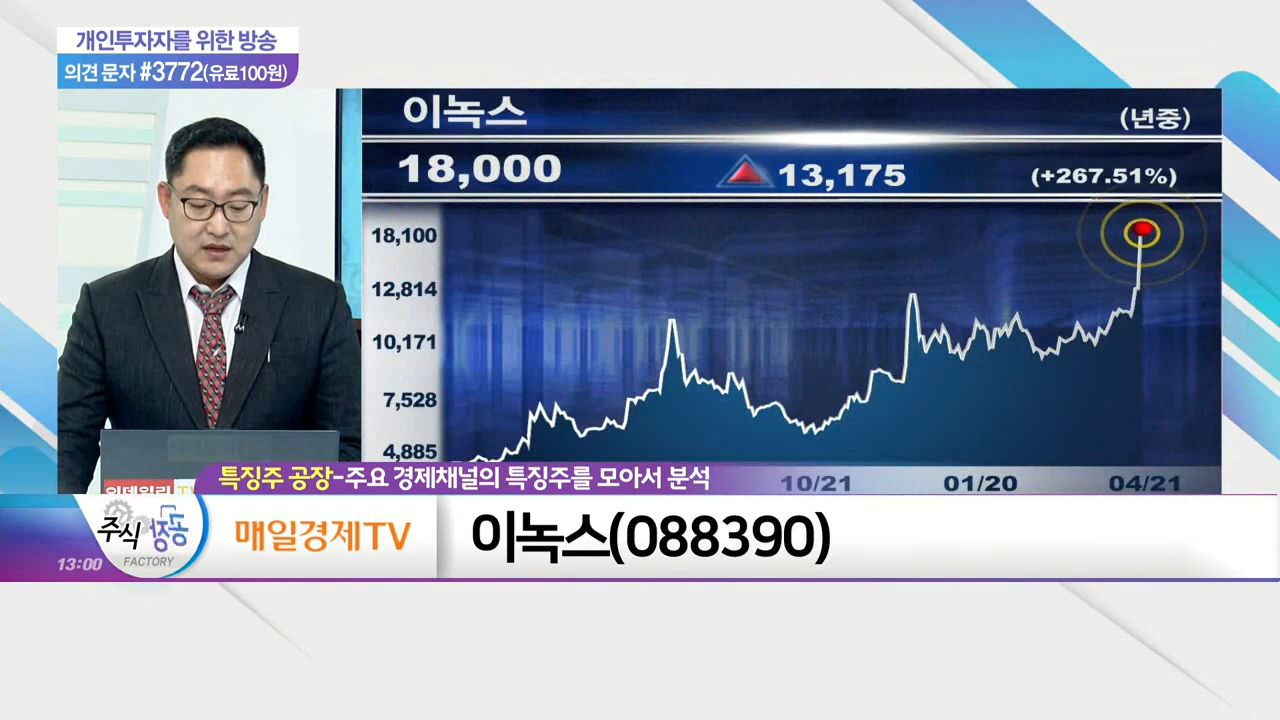 개인투자자를 위한 방송
의견 문자 #3772(유료100원)
이녹스
(년중)
18,000
13,175
(+267.51%)
18,100
12,814
10,171
7,528
4,885
10/21
01/20
04/21
특징주 공장-주요 경제채널의 특징주를 모아서 분석
주식
FACTORY
13:00
매일경제TV
이녹스(088390)